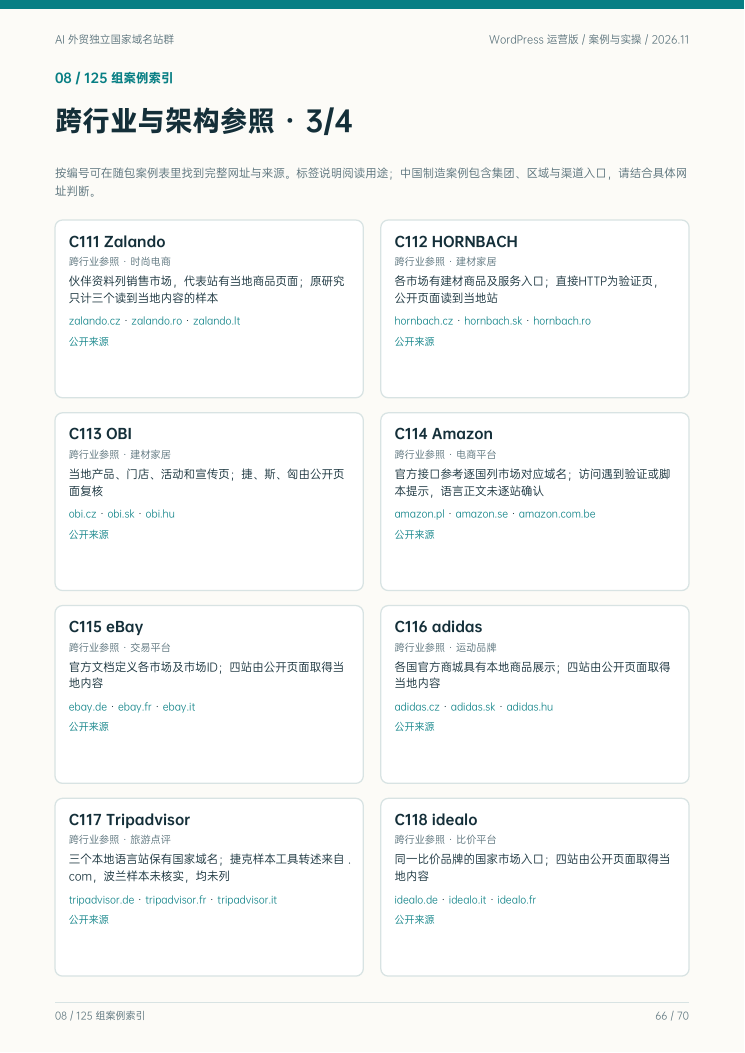 AI 外贸独立国家域名站群
WordPress 运营版 / 案例与实操 / 2026.11
08 / 125 组案例索引
跨行业与架构参照 · 3/4
按编号可在随包案例表里找到完整网址与来源。标签说明阅读用途；中国制造案例包含集团、区域与渠道入口，请结合具体网
址判断。
C111 Zalando
跨行业参照 · 时尚电商
伙伴资料列销售市场，代表站有当地商品页面；原研究
只计三个读到当地内容的样本
zalando.cz · zalando.ro · zalando.lt
公开来源
C112 HORNBACH
跨行业参照 · 建材家居
各市场有建材商品及服务入口；直接HTTP为验证页，
公开页面读到当地站
hornbach.cz · hornbach.sk · hornbach.ro
公开来源
C113 OBI
跨行业参照 · 建材家居
当地产品、门店、活动和宣传页；捷、斯、匈由公开页
面复核
obi.cz · obi.sk · obi.hu
公开来源
C114 Amazon
跨行业参照 · 电商平台
官方接口参考逐国列市场对应域名；访问遇到验证或脚
本提示，语言正文未逐站确认
amazon.pl · amazon.se · amazon.com.be
公开来源
C115 eBay
跨行业参照 · 交易平台
官方文档定义各市场及市场ID；四站由公开页面取得当
地内容
ebay.de · ebay.fr · ebay.it
公开来源
C116 adidas
跨行业参照 · 运动品牌
各国官方商城具有本地商品展示；四站由公开页面取得
当地内容
adidas.cz · adidas.sk · adidas.hu
公开来源
C117 Tripadvisor
跨行业参照 · 旅游点评
三个本地语言站保有国家域名；捷克样本工具转述来自 .
com，波兰样本未核实，均未列
tripadvisor.de · tripadvisor.fr · tripadvisor.it
公开来源
C118 idealo
跨行业参照 · 比价平台
同一比价品牌的国家市场入口；四站由公开页面取得当
地内容
idealo.de · idealo.it · idealo.fr
公开来源
08 / 125 组案例索引
66 / 70